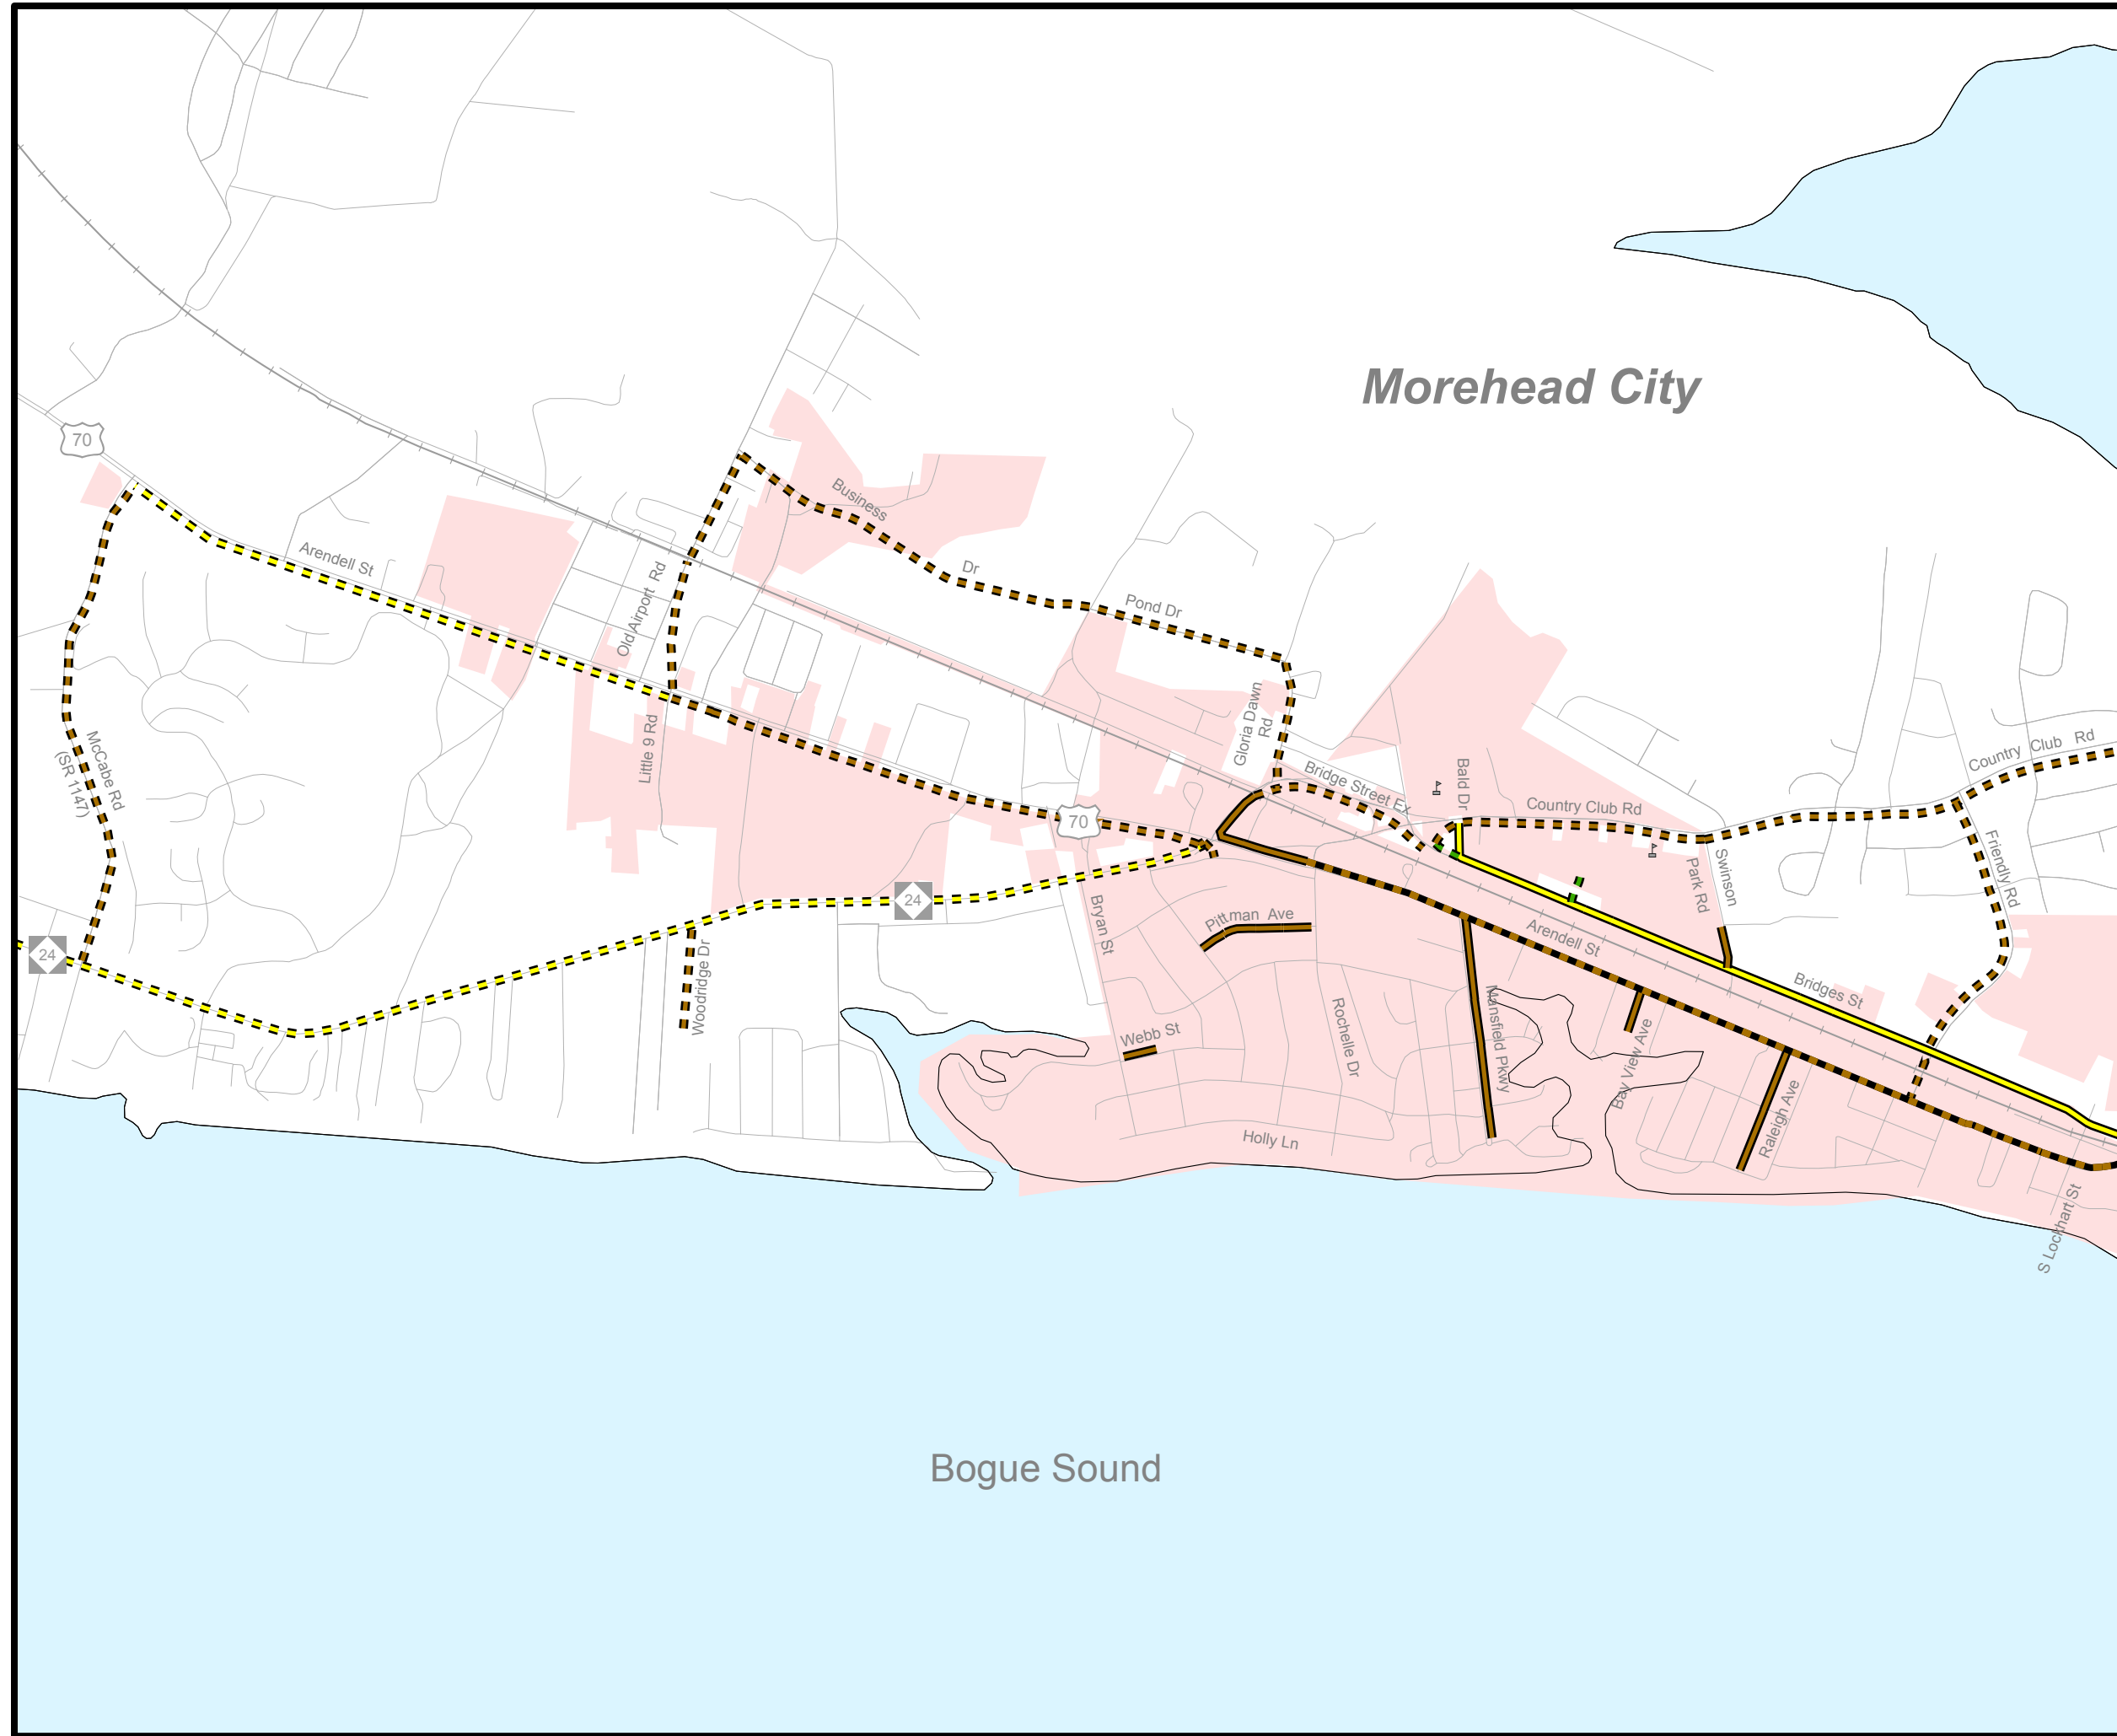 Morehead City
70
Business
Arendell St
Dr
Old Airport Rd
Pond Dr
Gloria Dawn
Rd
Little 9 Rd
McCabe Rd
(SR 1147)
Bridge Street Ex
Bald Dr
Country Club Rd
Country Club Rd
70
Swinson
Park Rd
Friendly Rd
24
Pittman Ave
Bryan St
Arendell St
24
Woodridge Dr
Bridges St
Webb St
Rochelle Dr
Mansfield Pkwy
Bay View Ave
Raleigh Ave
Holly Ln
S Lockhart St
Bogue Sound